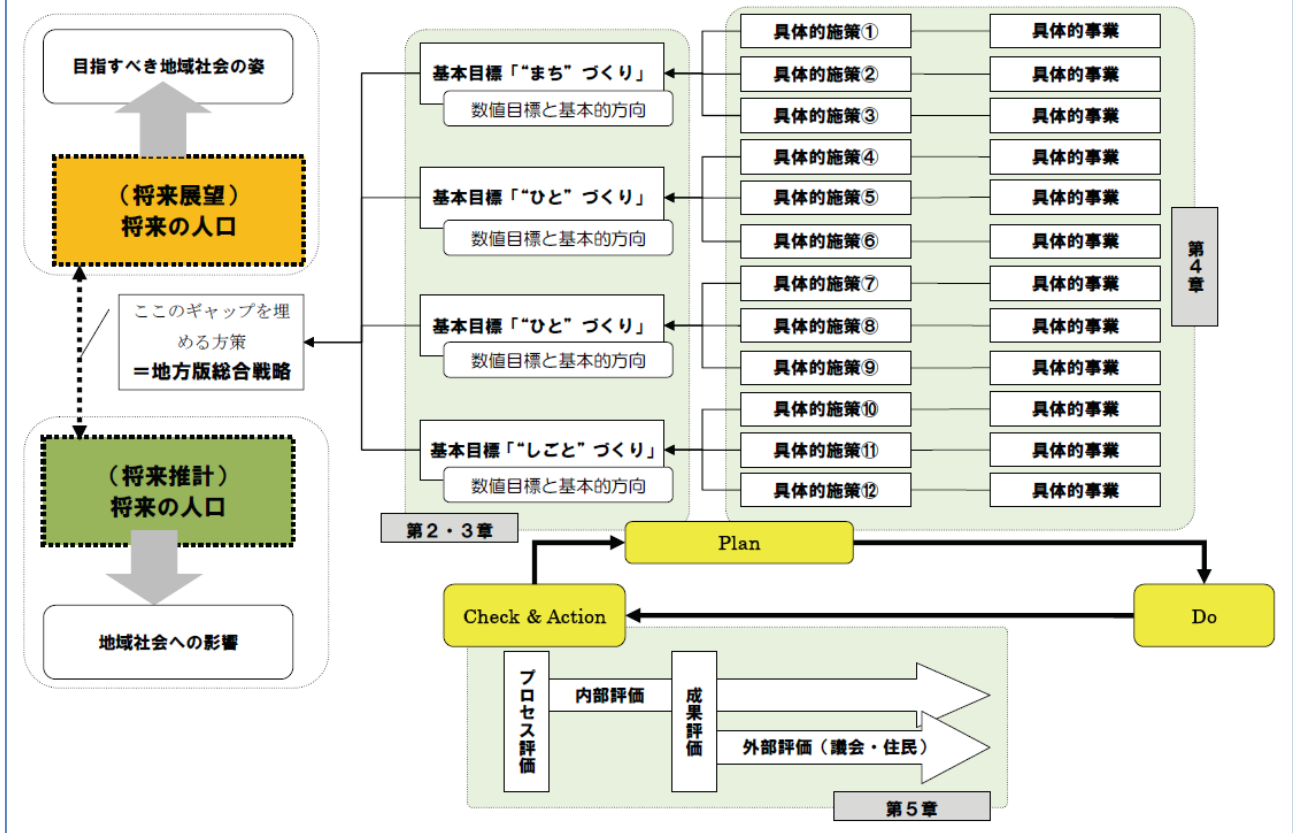 目指すべき地域社会の姿
(将来展望)
将来の人口
ここのギャップを埋
める方策
=地方版総合戦略
(将来推計)
将来の人口
地域社会への影響
基本目標「“まち”づくり」
数値目標と基本的方向
基本目標「“ひと”づくり」
数値目標と基本的方向
基本目標「“ひと”づくり」
数値目標と基本的方向
基本目標「“しごと”づくり」
数値目標と基本的方向
第2・3章
具体的施策①
具体的事業
具体的施策②
具体的事業
具体的施策③
具体的事業
具体的施策④
具体的事業
具体的施策⑤
具体的事業
具体的施策⑥
具体的事業
具体的施策⑦
具体的事業
具体的施策⑧
具体的事業
具体的施策⑨
具体的事業
具体的施策⑩
具体的事業
具体的施策⑪
具体的事業
具体的施策⑫
具体的事業
第4章
Plan
Check & Action
Do
プロセス評価
内部評価
成果評価
外部評価(議会・住民)
第5章